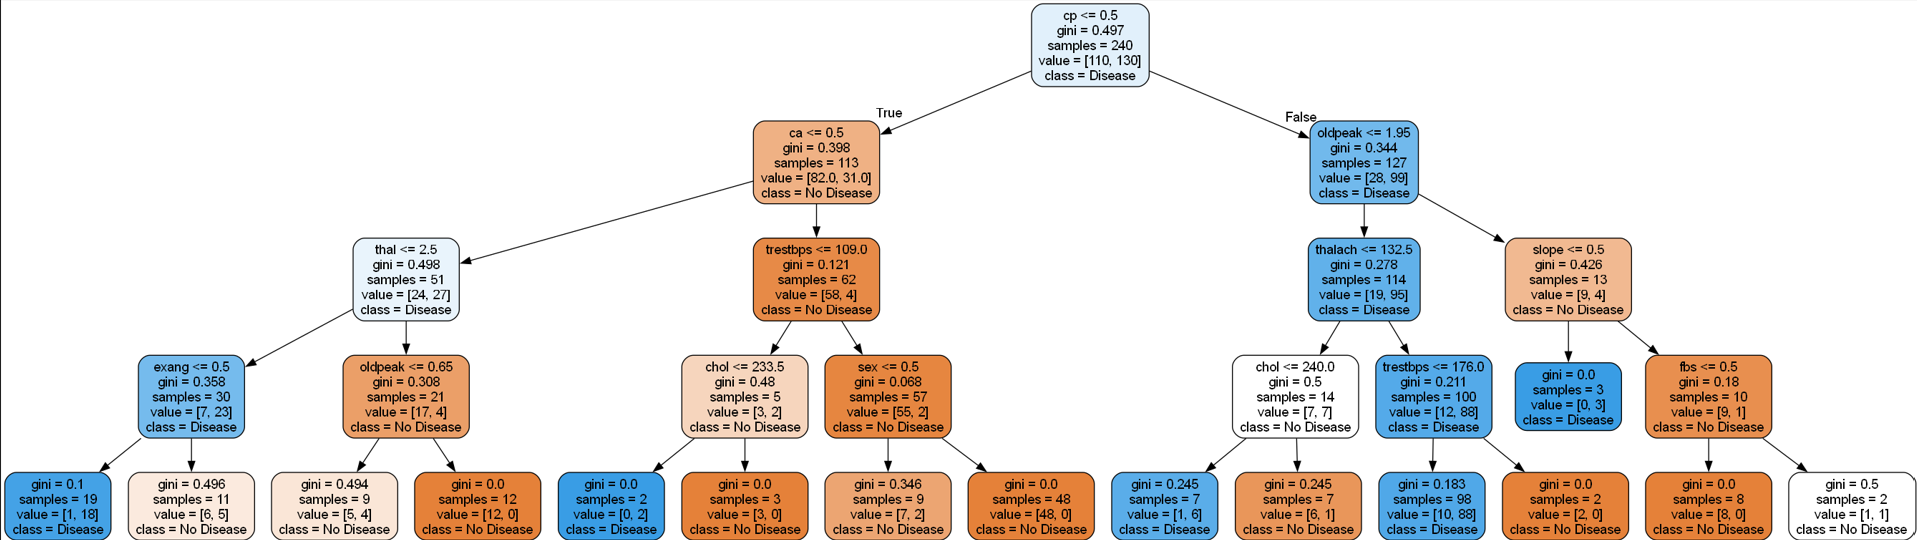 cp <= 0.5
gini = 0.497
samples = 240
value = [110, 130]
class = Disease
True
False
ca <= 0.5
gini = 0.398
samples = 113
value = [82.0, 31.0]
class = No Disease
oldpeak <= 1.95
gini = 0.344
samples = 127
value = [28, 99]
class = Disease
thal <= 2.5
gini = 0.498
samples = 51
value = [24, 27]
class = Disease
trestbps <= 109.0
gini = 0.121
samples = 62
value = [58, 4]
class = No Disease
thalach <= 132.5
gini = 0.278
samples = 114
value = [19, 95]
class = Disease
slope <= 0.5
gini = 0.426
samples = 13
value = [9, 4]
class = No Disease
exang <= 0.5
gini = 0.358
samples = 30
value = [7, 23]
class = Disease
oldpeak <= 0.65
gini = 0.308
samples = 21
value = [17, 4]
class = No Disease
chol <= 233.5
gini = 0.48
samples = 5
value = [3, 2]
class = No Disease
sex <= 0.5
gini = 0.068
samples = 57
value = [55, 2]
class = No Disease
chol <= 240.0
gini = 0.5
samples = 14
value = [7, 7]
class = No Disease
trestbps <= 176.0
gini = 0.211
samples = 100
value = [12, 88]
class = Disease
gini = 0.0
samples = 3
value = [0, 3]
class = Disease
fbs <= 0.5
gini = 0.18
samples = 10
value = [9, 1]
class = No Disease
gini = 0.1
samples = 19
value = [1, 18]
class = Disease
gini = 0.496
samples = 11
value = [6, 5]
class = No Disease
gini = 0.494
samples = 9
value = [5, 4]
class = No Disease
gini = 0.0
samples = 12
value = [12, 0]
class = No Disease
gini = 0.0
samples = 2
value = [0, 2]
class = Disease
gini = 0.0
samples = 3
value = [3, 0]
class = No Disease
gini = 0.346
samples = 9
value = [7, 2]
class = No Disease
gini = 0.0
samples = 48
value = [48, 0]
class = No Disease
gini = 0.245
samples = 7
value = [1, 6]
class = Disease
gini = 0.245
samples = 7
value = [6, 1]
class = No Disease
gini = 0.183
samples = 98
value = [10, 88]
class = Disease
gini = 0.0
samples = 2
value = [2, 0]
class = No Disease
gini = 0.0
samples = 8
value = [8, 0]
class = No Disease
gini = 0.5
samples = 2
value = [1, 1]
class = No Disease